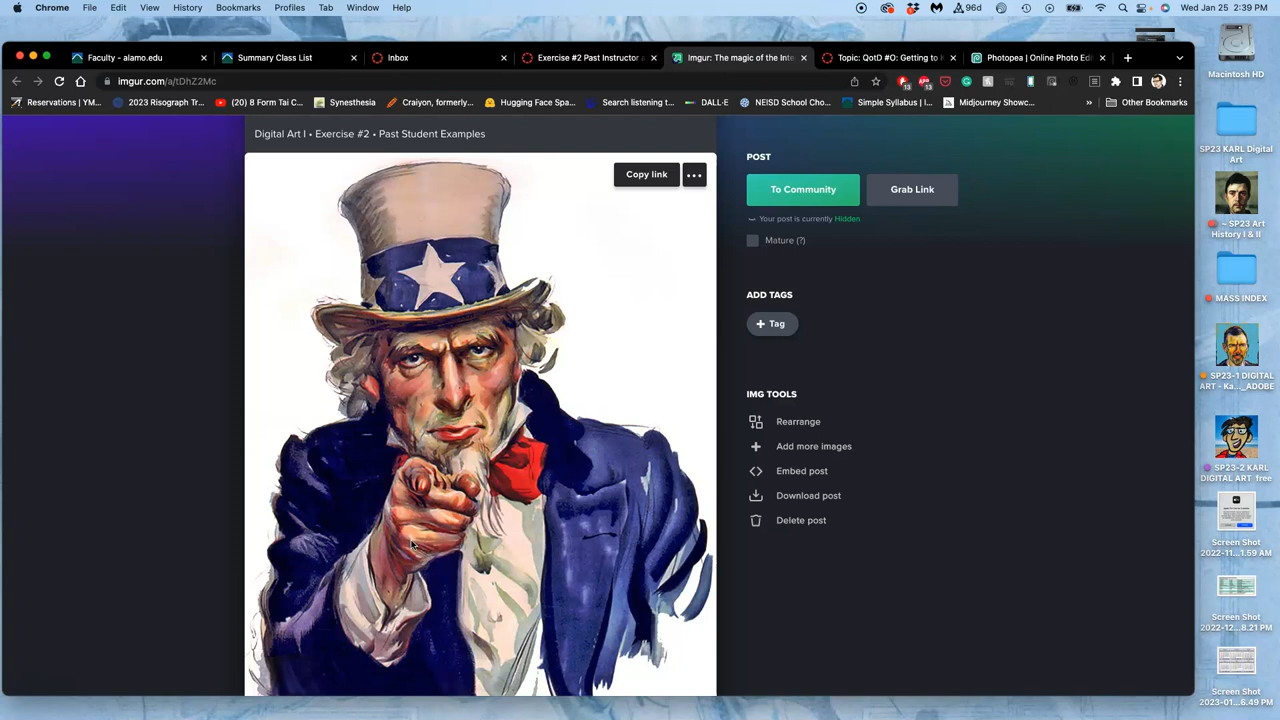 Chrome File Edit View History Bookmarks Profiles Tab Window Help 96d Wed Jan 25 2:39 PM
Faculty - alamo.edu Summary Class List Inbox Exercise #2 Past Instructor Imgur: The magic of the Inte Topic: QotD #O: Getting to Photopea | Online Photo Edit
imgur.com/a/tDhZ2Mc
Reservations | YM... 2023 Risograph Tr... (20) 8 Form Tai C... Synesthesia Craiyon, formerly... Hugging Face Spa... Search listening t... DALL-E NEISD School Cho... Simple Syllabus | I... Midjourney Showc... » Other Bookmarks
Digital Art I • Exercise #2 • Past Student Examples
Copy link
POST
To Community Grab Link
Your post is currently Hidden
Mature (?)
ADD TAGS
+ Tag
IMG TOOLS
Rearrange
Add more images
Embed post
Download post
Delete post
Macintosh HD
SP23 KARL Digital
Art
~ SP23 Art
History I & II
MASS INDEX
SP23-1 DIGITAL
ART - Ka..._ADOBE
SP23-2 KARL
DIGITAL ART free
Screen Shot
2022-11...1.59 AM
Screen Shot
2022-12...8.21 PM
Screen Shot
2023-01...6.49 PM